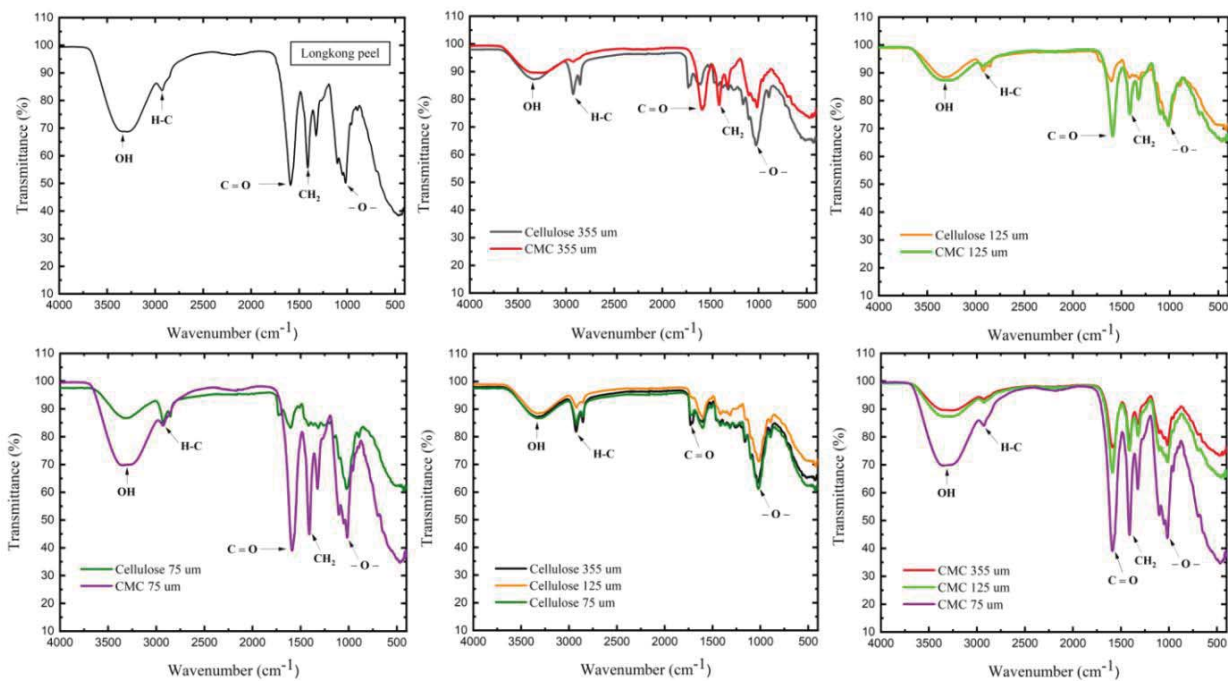 110
100
90
80
70
60
50
40
30
20
10
Transmittance (%)
Longkong peel
H-C
OH
C = O
CH₂
– O –
4000 3500 3000 2500 2000 1500 1000 500
Wavenumber (cm⁻¹)
110
100
90
80
70
60
50
40
30
20
10
Transmittance (%)
OH
H-C
C = O
CH₂
– O –
Cellulose 355 um
CMC 355 um
4000 3500 3000 2500 2000 1500 1000 500
Wavenumber (cm⁻¹)
110
100
90
80
70
60
50
40
30
20
10
Transmittance (%)
OH
H-C
C = O
CH₂
– O –
Cellulose 125 um
CMC 125 um
4000 3500 3000 2500 2000 1500 1000 500
Wavenumber (cm⁻¹)
110
100
90
80
70
60
50
40
30
20
10
Transmittance (%)
H-C
OH
C = O
CH₂
– O –
Cellulose 75 um
CMC 75 um
4000 3500 3000 2500 2000 1500 1000 500
Wavenumber (cm⁻¹)
110
100
90
80
70
60
50
40
30
20
10
Transmittance (%)
OH
H-C
C = O
– O –
Cellulose 355 um
Cellulose 125 um
Cellulose 75 um
4000 3500 3000 2500 2000 1500 1000 500
Wavenumber (cm⁻¹)
110
100
90
80
70
60
50
40
30
20
10
Transmittance (%)
H-C
OH
CH₂
– O –
C = O
CMC 355 um
CMC 125 um
CMC 75 um
4000 3500 3000 2500 2000 1500 1000 500
Wavenumber (cm⁻¹)